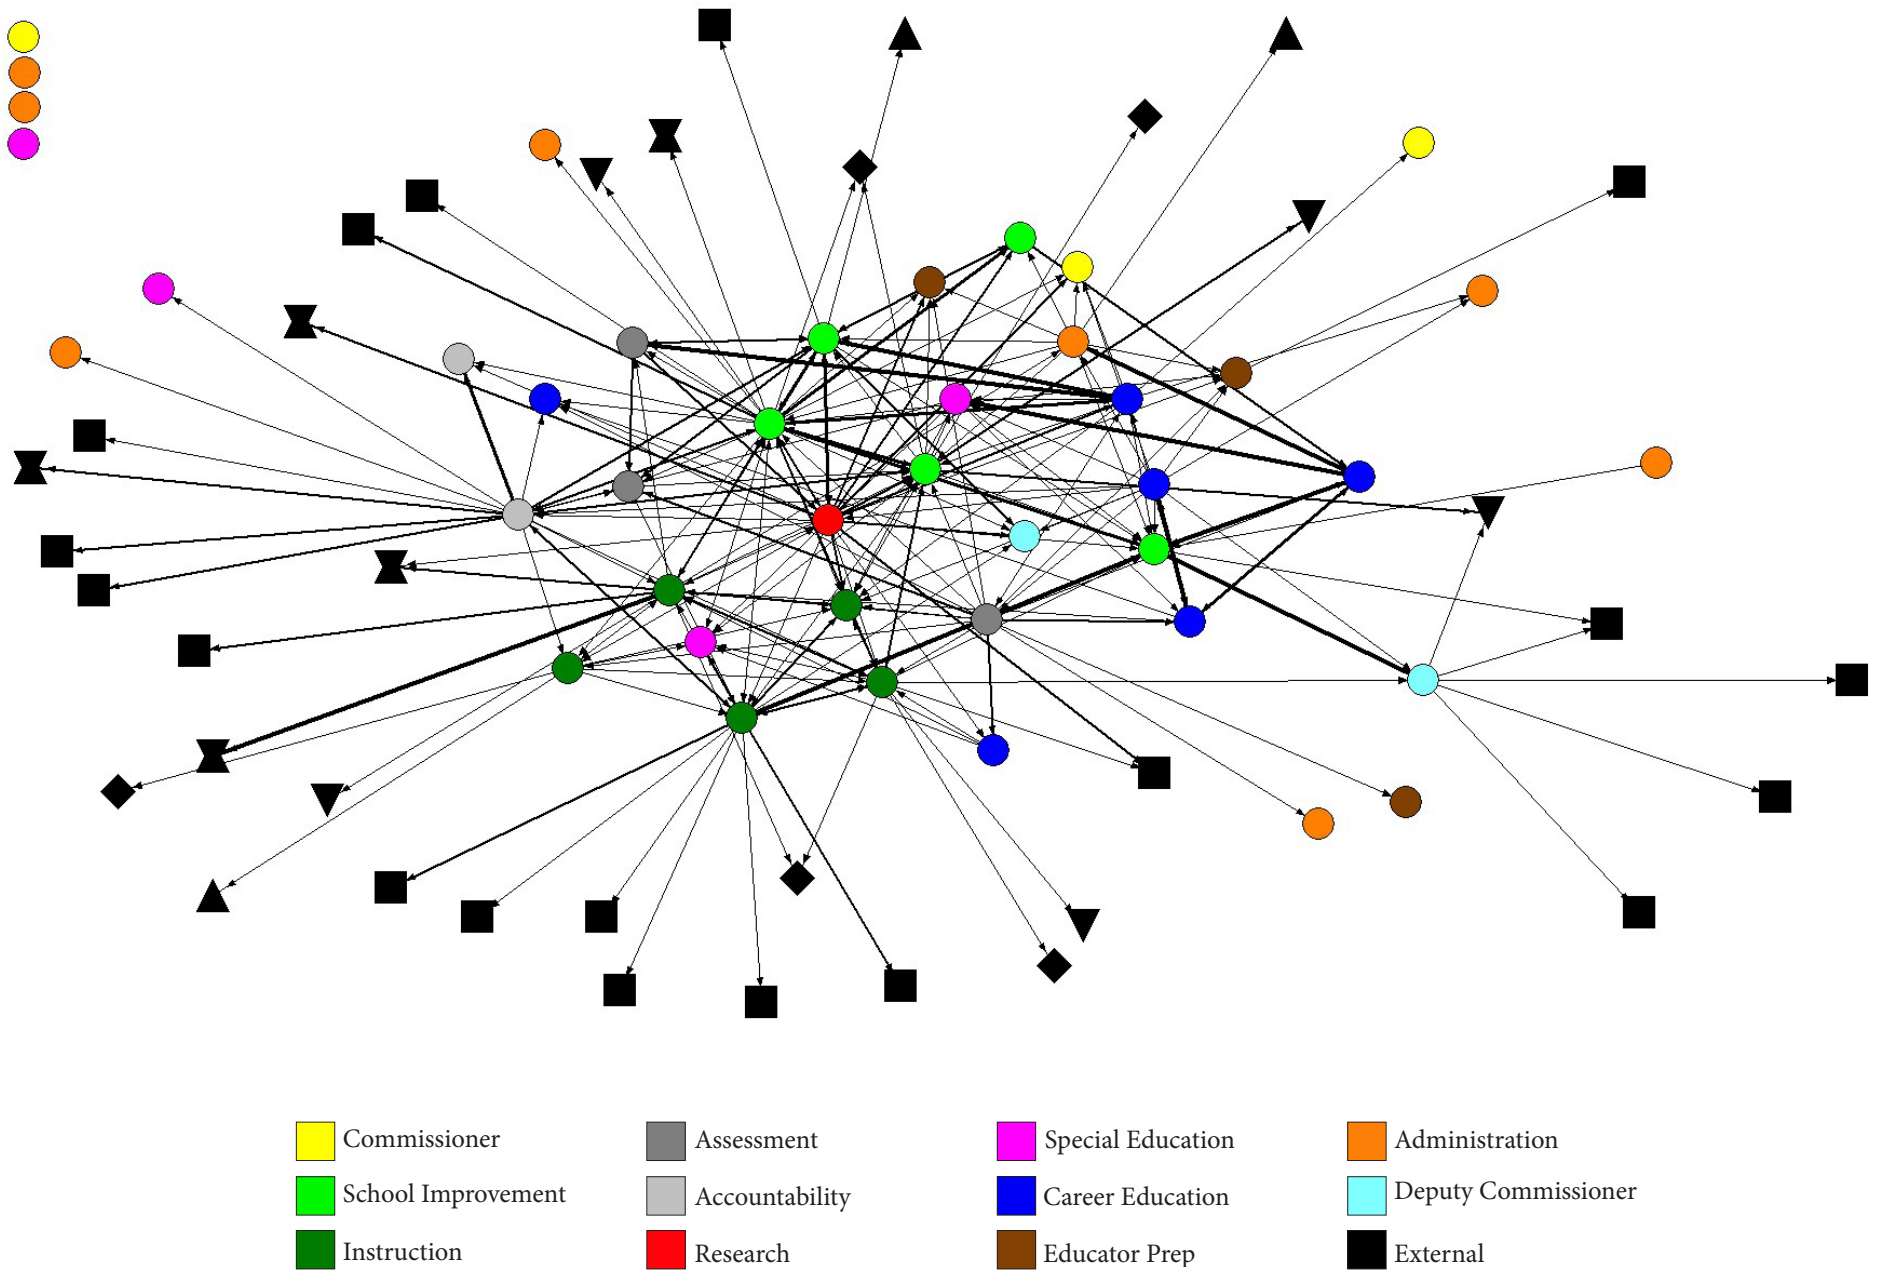 Commissioner
Assessment
Special Education
Administration
School Improvement
Accountability
Career Education
Deputy Commissioner
Instruction
Research
Educator Prep
External